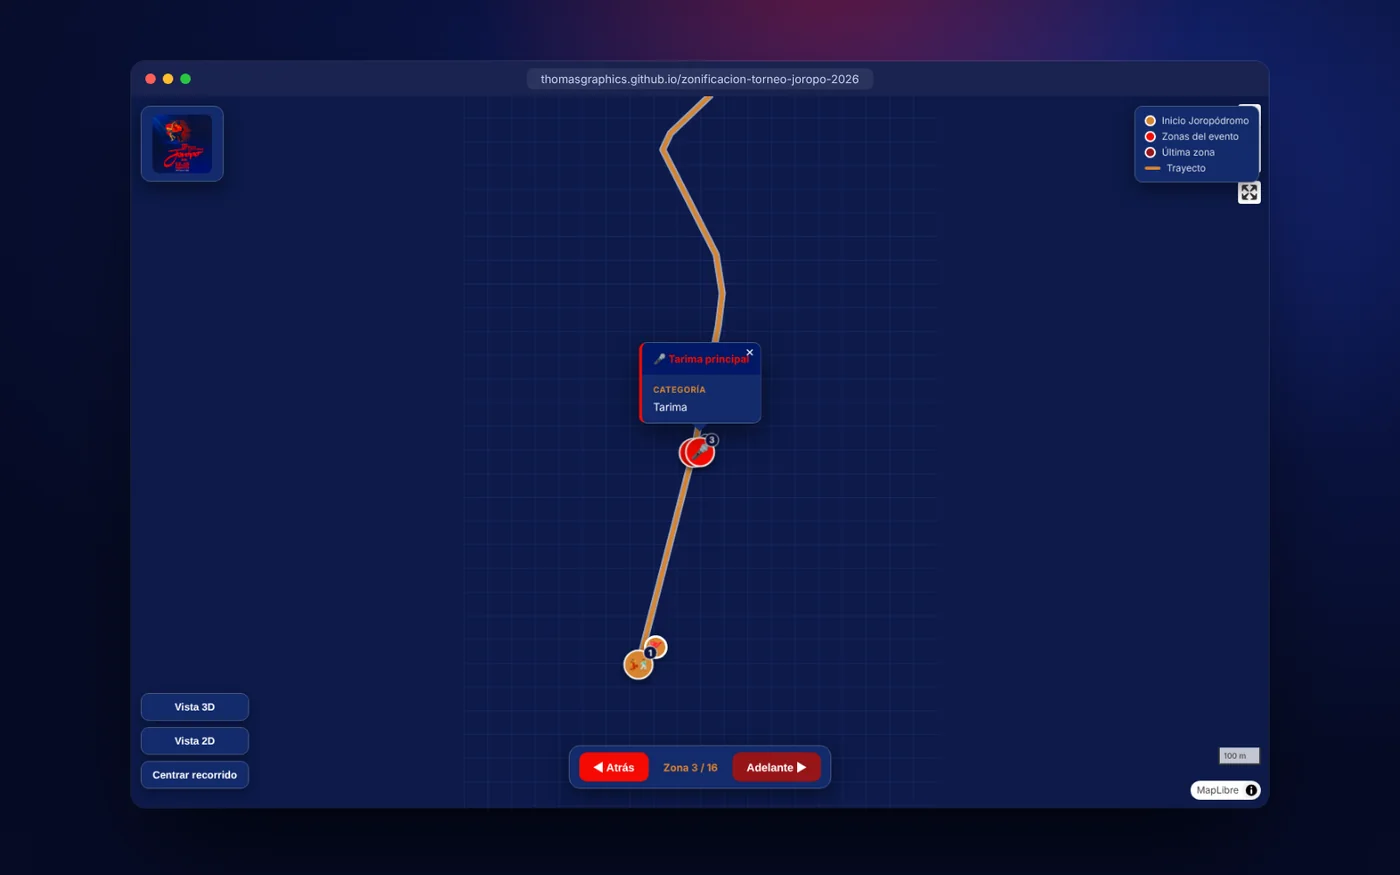 thomasgraphics.github.io/zonificacion-torneo-joropo-2026
Joropo
Inicio Joropódromo
Zonas del evento
Última zona
Trayecto
Tarima principal
×
CATEGORÍA
Tarima
3
1
Vista 3D
Vista 2D
Centrar recorrido
◀ Atrás
Zona 3 / 16
Adelante ▶
100 m
MapLibre